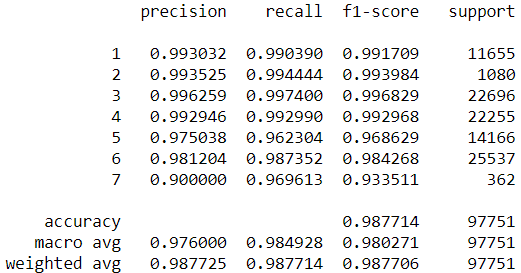 precision recall f1-score support
1 0.993032 0.990390 0.991709 11655
2 0.993525 0.994444 0.993984 1080
3 0.996259 0.997400 0.996829 22696
4 0.992946 0.992990 0.992968 22255
5 0.975038 0.962304 0.968629 14166
6 0.981204 0.987352 0.984268 25537
7 0.900000 0.969613 0.933511 362
accuracy 0.987714 97751
macro avg 0.976000 0.984928 0.980271 97751
weighted avg 0.987725 0.987714 0.987706 97751